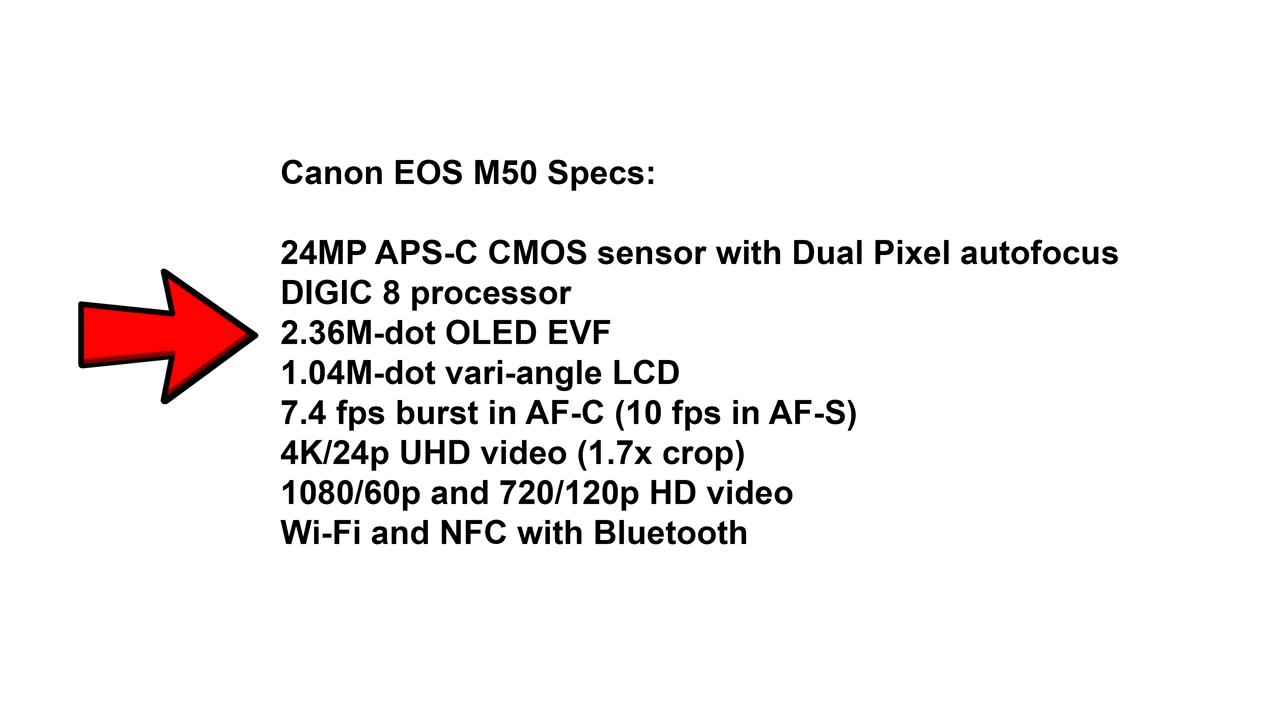 Canon EOS M50 Specs:
24MP APS-C CMOS sensor with Dual Pixel autofocus
DIGIC 8 processor
2.36M-dot OLED EVF
1.04M-dot vari-angle LCD
7.4 fps burst in AF-C (10 fps in AF-S)
4K/24p UHD video (1.7x crop)
1080/60p and 720/120p HD video
Wi-Fi and NFC with Bluetooth